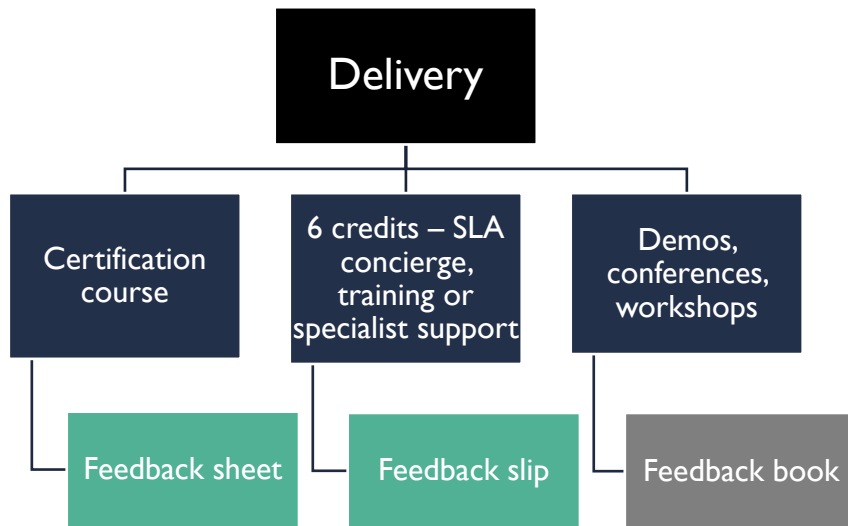 Delivery
Certification
course
6 credits – SLA
concierge,
training or
specialist support
Demos,
conferences,
workshops
Feedback sheet
Feedback slip
Feedback book